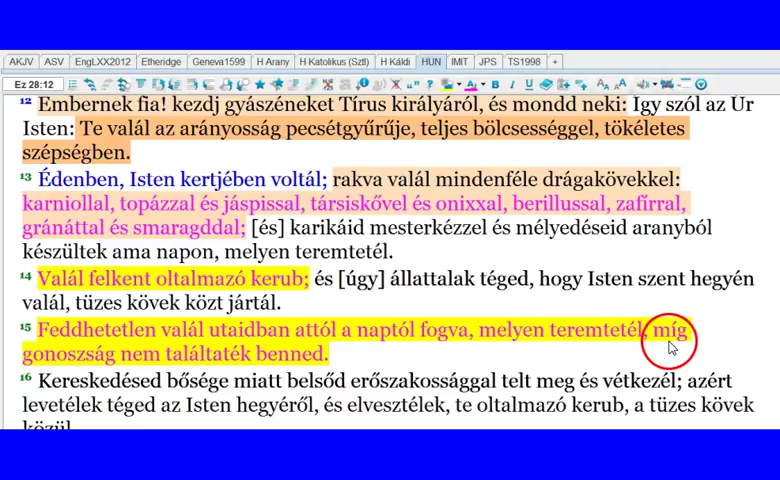 AKJV ASV EngLXX2012 Etheridge Geneva1599 H Arany H Katolikus (Sztl) H Káldi HUN IMIT JPS TS1998 +
Ez 28:12
12 Embernek fia! kezdj gyászéneket Tírus királyáról, és mondd neki: Így szól az Úr
Isten: Te valál az arányosság pecsétgyűrűje, teljes bölcsességgel, tökéletes
szépségben.
13 Édenben, Isten kertjében voltál; rakva valál mindenféle drágakövekkel:
karniollal, topázzal és jáspissal, társiskővel és onixxal, berillussal, zafírral,
gránáttal és smaragddal; [és] karikáid mesterkézzel és mélyedéseid aranyból
készültek ama napon, melyen teremtetél.
14 Valál felkent oltalmazó kerub; és [úgy] állattalak téged, hogy Isten szent hegyén
valál, tüzes kövek közt jártál.
15 Feddhetetlen valál utaidban attól a naptól fogva, melyen teremtetél, míg
gonoszság nem találtaték benned.
16 Kereskedésed bősége miatt belsőd erőszakossággal telt meg és vétkezél; azért
levetélek téged az Isten hegyéről, és elvesztélek, te oltalmazó kerub, a tüzes kövek
közül